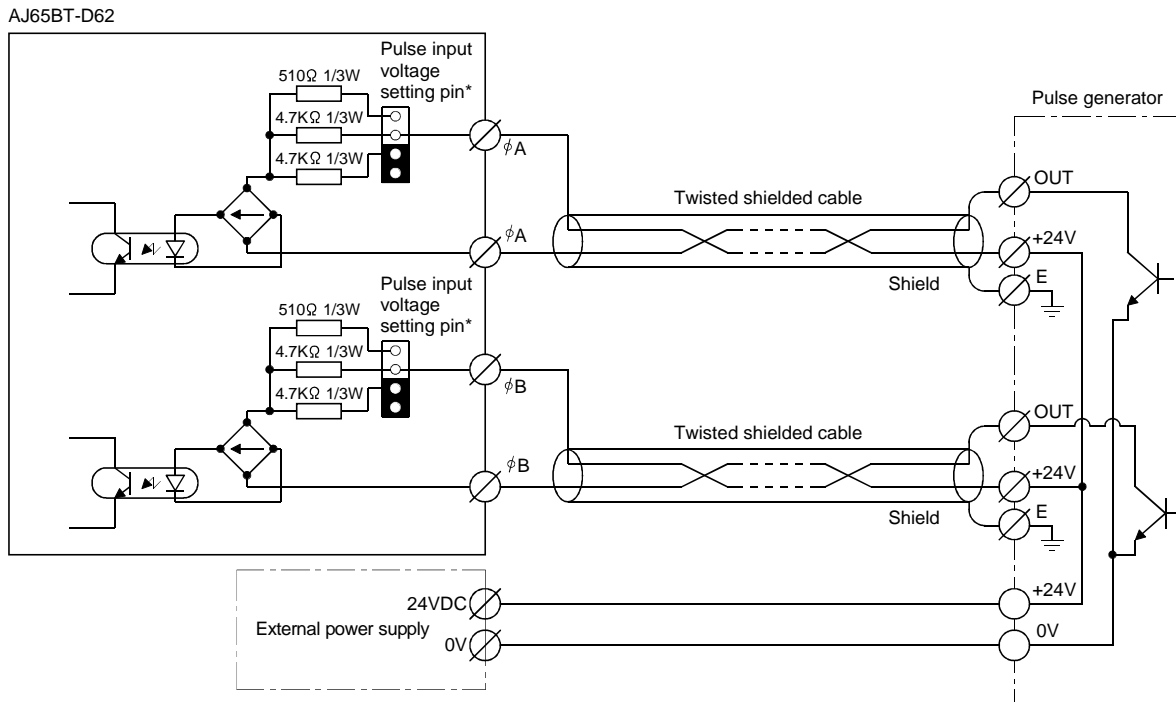 AJ65BT-D62
Pulse input
voltage
setting pin*
510Ω 1/3W
4.7KΩ 1/3W
4.7KΩ 1/3W
ϕA
ϕA
Twisted shielded cable
Shield
Pulse generator
OUT
+24V
E
Pulse input
voltage
setting pin*
510Ω 1/3W
4.7KΩ 1/3W
4.7KΩ 1/3W
ϕB
ϕB
Twisted shielded cable
Shield
OUT
+24V
E
External power supply
24VDC
0V
+24V
0V